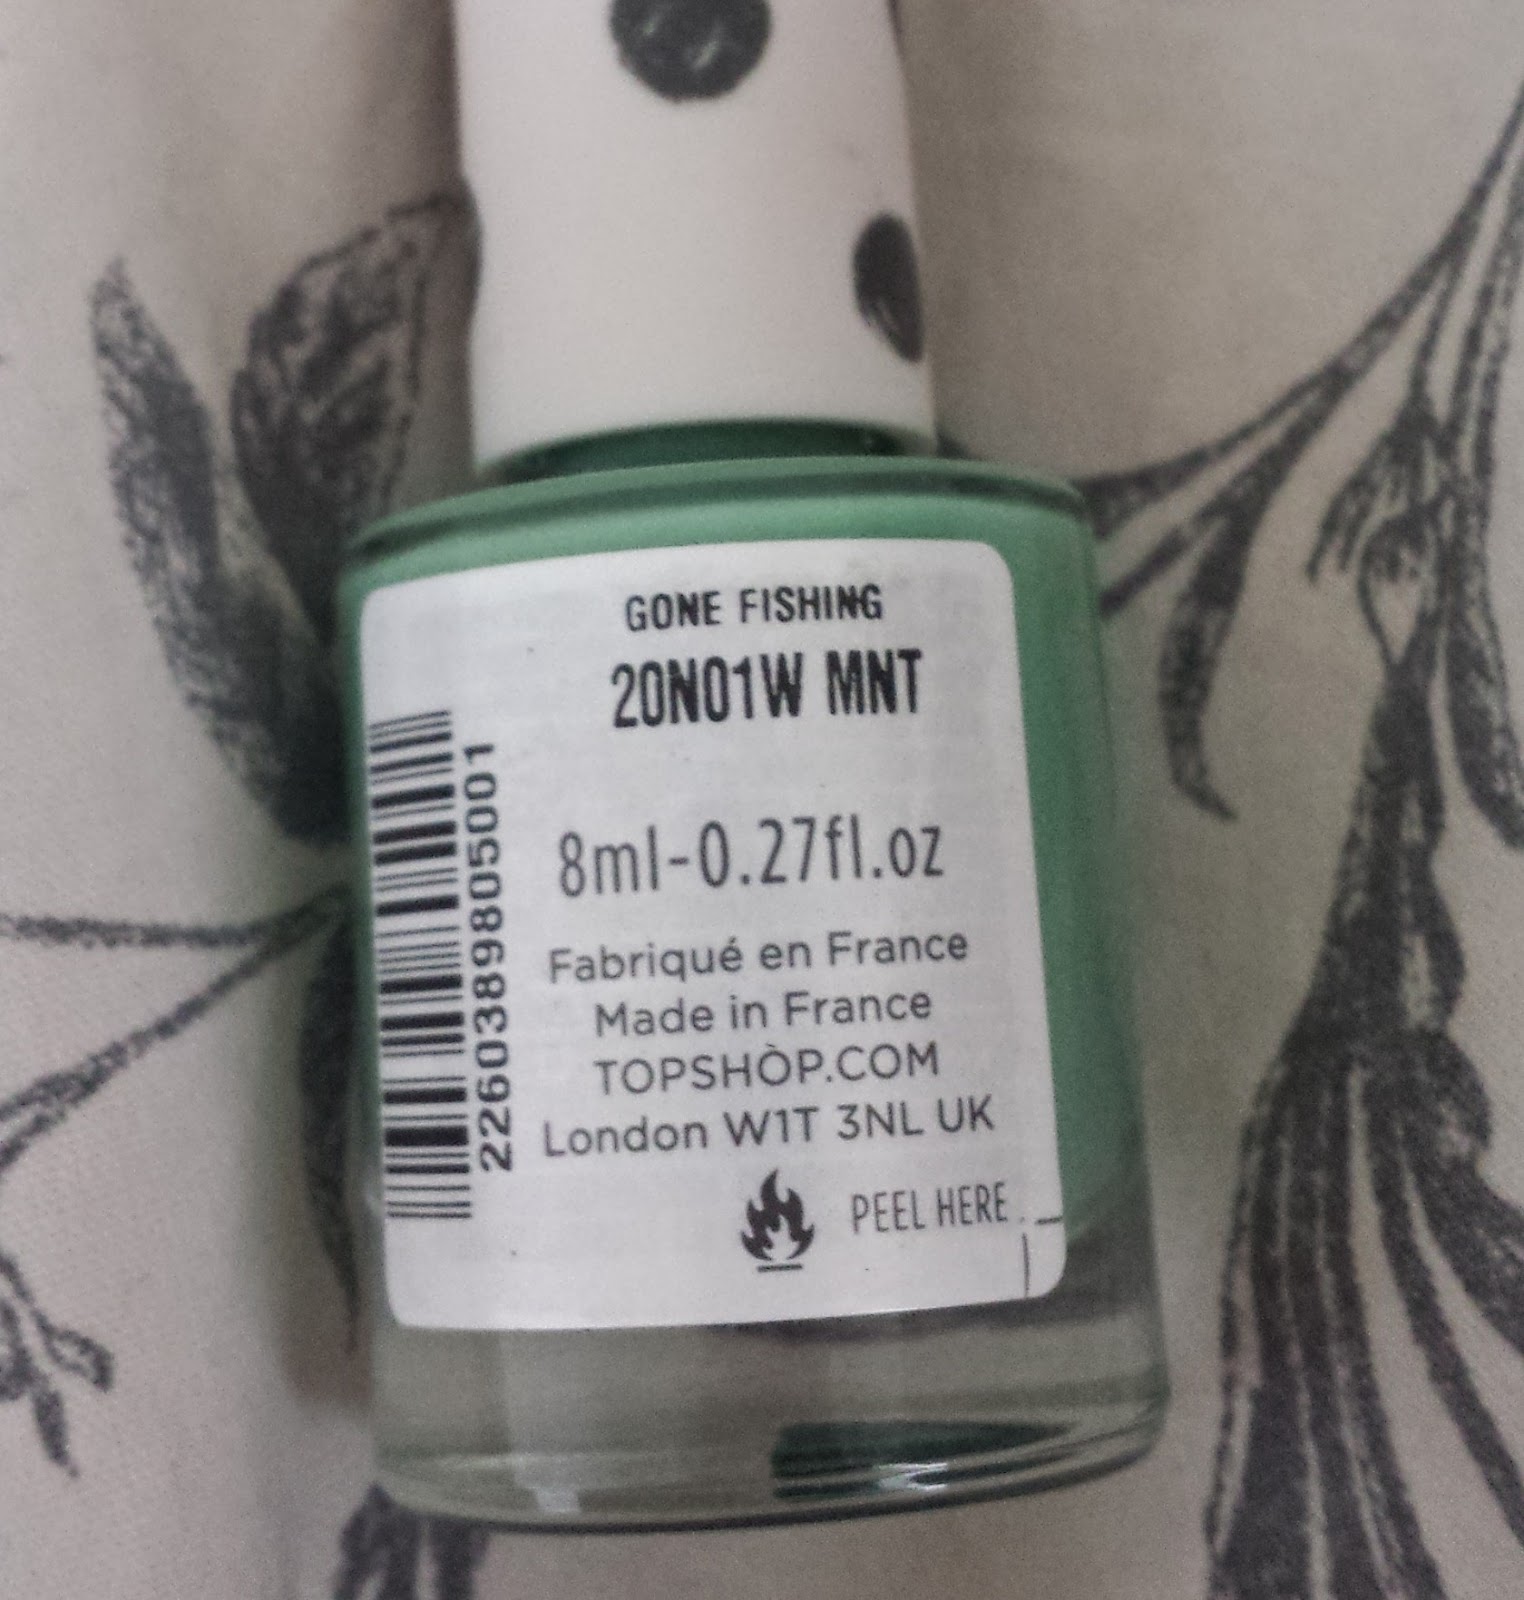 GONE FISHING
20N01W MNT
8ml-0.27fl.oz
Fabriqué en France
Made in France
TOPSHÒP.COM
London W1T 3NL UK
PEEL HERE
2260389805001